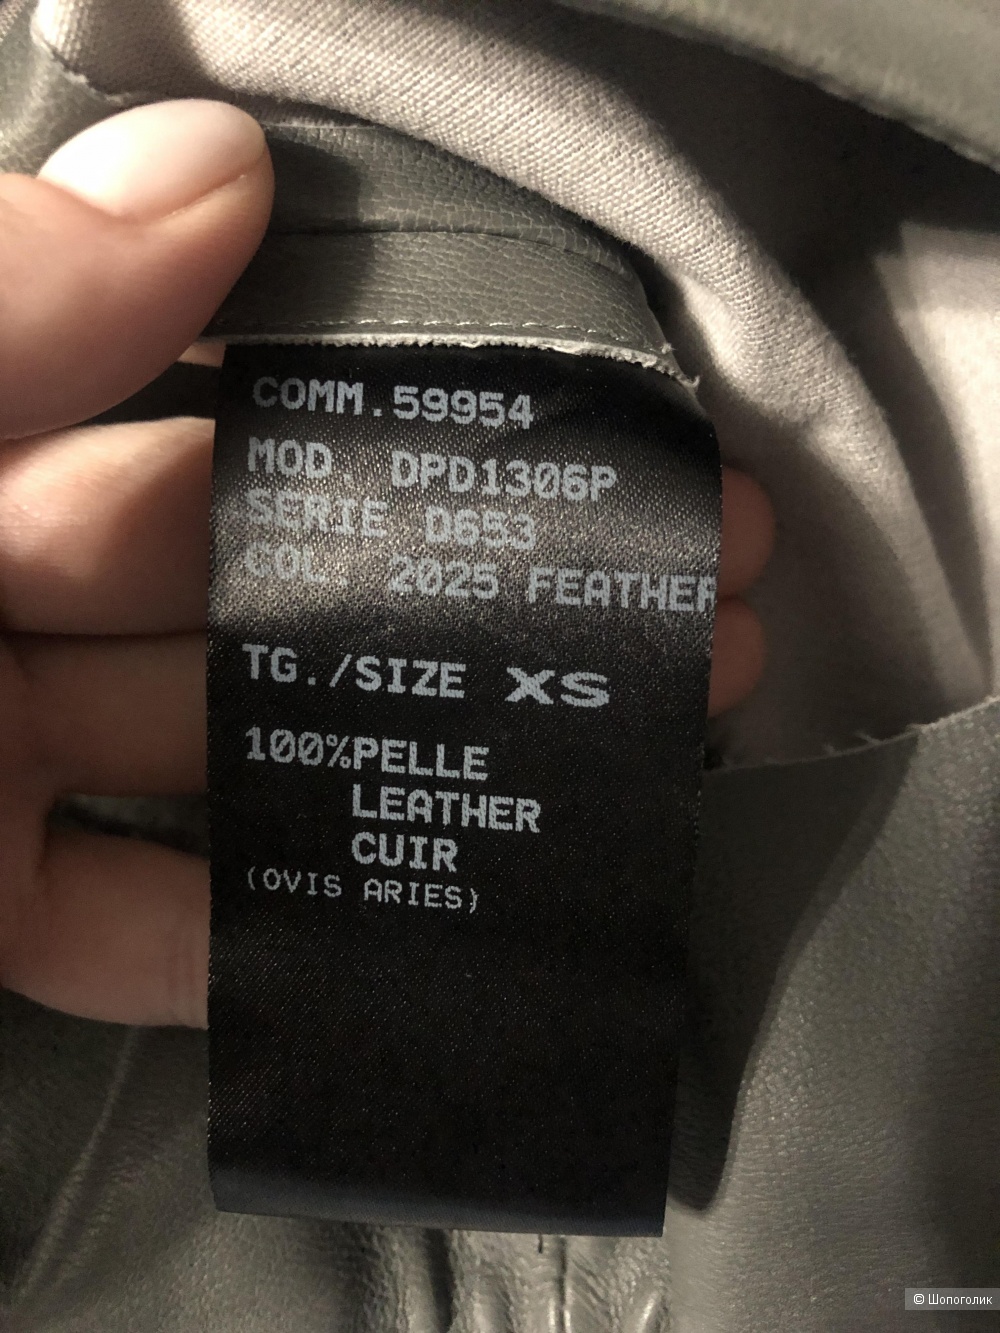 COMM.59954
MOD. DPD1306P
SERIE D653
COL. 2025 FEATHER
TG./SIZE XS
100%PELLE
LEATHER
CUIR
(OVIS ARIES)
© Шопоголик